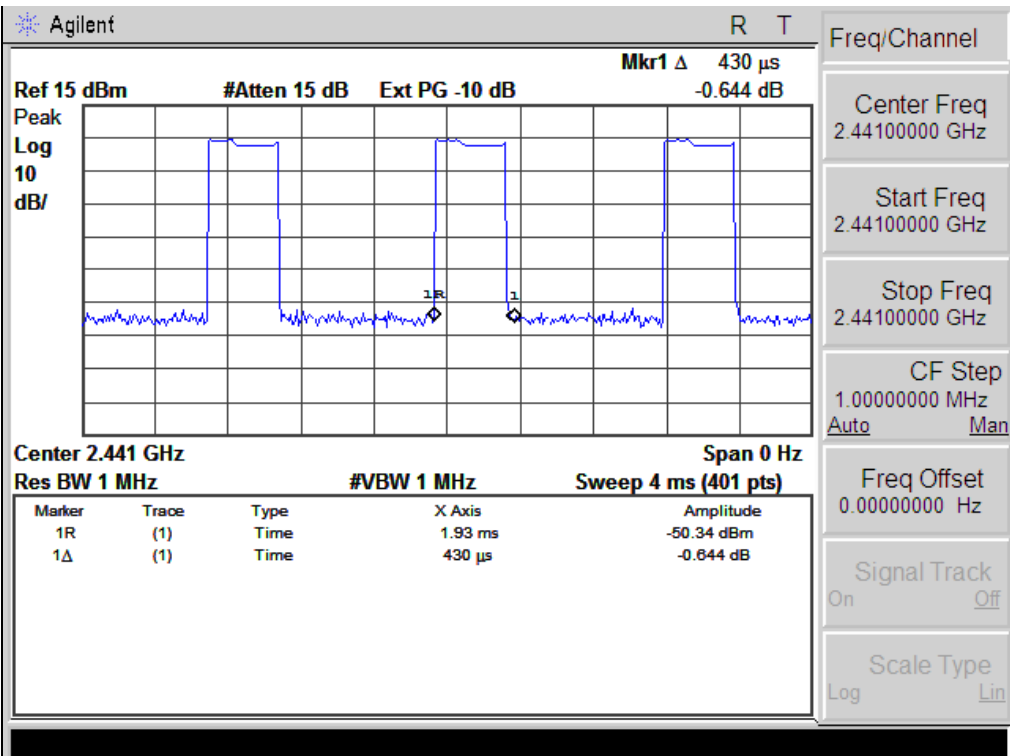 Agilent R T
Mkr1 Δ 430 μs
Ref 15 dBm #Atten 15 dB Ext PG -10 dB -0.644 dB
Peak
Log
10
dB/
1R 1
Center 2.441 GHz Span 0 Hz
Res BW 1 MHz #VBW 1 MHz Sweep 4 ms (401 pts)
Marker Trace Type X Axis Amplitude
1R (1) Time 1.93 ms -50.34 dBm
1Δ (1) Time 430 μs -0.644 dB
Freq/Channel
Center Freq
2.44100000 GHz
Start Freq
2.44100000 GHz
Stop Freq
2.44100000 GHz
CF Step
1.00000000 MHz
Auto Man
Freq Offset
0.00000000 Hz
Signal Track
On Off
Scale Type
Log Lin